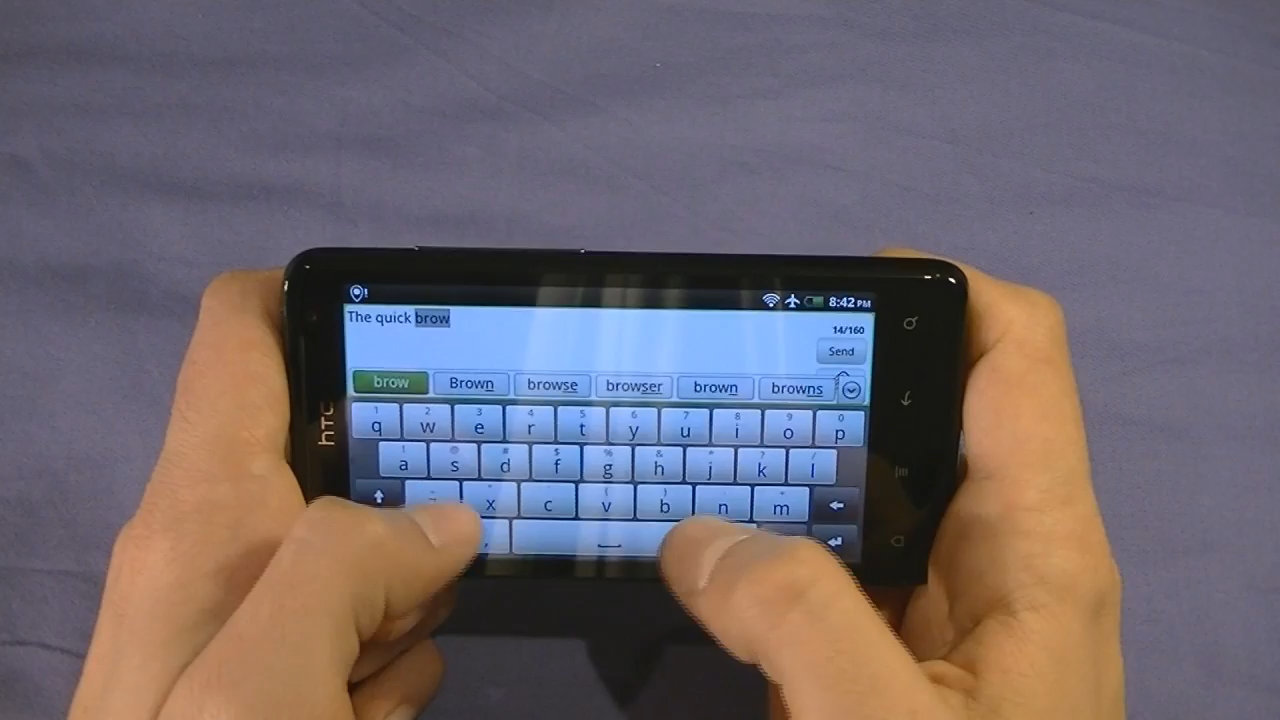 8:42 PM
The quick brow
14/160
Send
brow Brown browse browser brown browns
1 2 3 4 5 6 7 8 9 0
q w e r t y u i o p
! @ # $ % & * ? /
a s d f g h j k l
( )
x c v b n m
,
hTC